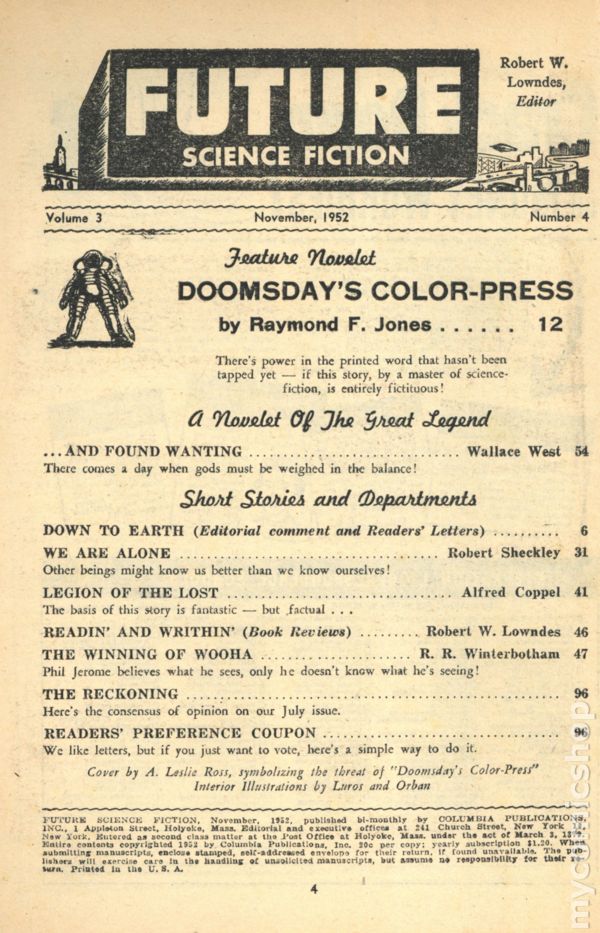 Robert W.
Lowndes,
Editor
FUTURE
SCIENCE FICTION
Volume 3 November, 1952 Number 4
Feature Novelet
DOOMSDAY'S COLOR-PRESS
by Raymond F. Jones . . . . . . 12
There's power in the printed word that hasn't been
tapped yet — if this story, by a master of science-
fiction, is entirely fictituous!
A Novelet Of The Great Legend
...AND FOUND WANTING .............................. Wallace West 54
There comes a day when gods must be weighed in the balance!
Short Stories and Departments
DOWN TO EARTH (Editorial comment and Readers' Letters) .......... 6
WE ARE ALONE ..................................... Robert Sheckley 31
Other beings might know us better than we know ourselves!
LEGION OF THE LOST .................................. Alfred Coppel 41
The basis of this story is fantastic — but factual . . .
READIN' AND WRITHIN' (Book Reviews) ......... Robert W. Lowndes 46
THE WINNING OF WOOHA ....................... R. R. Winterbotham 47
Phil Jerome believes what he sees, only he doesn't know what he's seeing!
THE RECKONING ..................................................... 96
Here's the consensus of opinion on our July issue.
READERS' PREFERENCE COUPON .................................. 96
We like letters, but if you just want to vote, here's a simple way to do it.
Cover by A. Leslie Ross, symbolizing the threat of "Doomsday's Color-Press"
Interior Illustrations by Luros and Orban
FUTURE SCIENCE FICTION, November, 1952, published bi-monthly by COLUMBIA PUBLICATIONS,
INC., 1 Appleton Street, Holyoke, Mass. Editorial and executive offices at 241 Church Street, New York 13,
New York. Entered as second class matter at the Post Office at Holyoke, Mass. under the act of March 3, 1879.
Entire contents copyrighted 1952 by Columbia Publications, Inc. 20c per copy; yearly subscription $1.20. When
submitting manuscripts, enclose stamped, self-addressed envelope for their return, if found unavailable. The pub-
lishers will exercise care in the handling of unsolicited manuscripts, but assume no responsibility for their re-
turn. Printed in the U. S. A.
4
mycomicshop